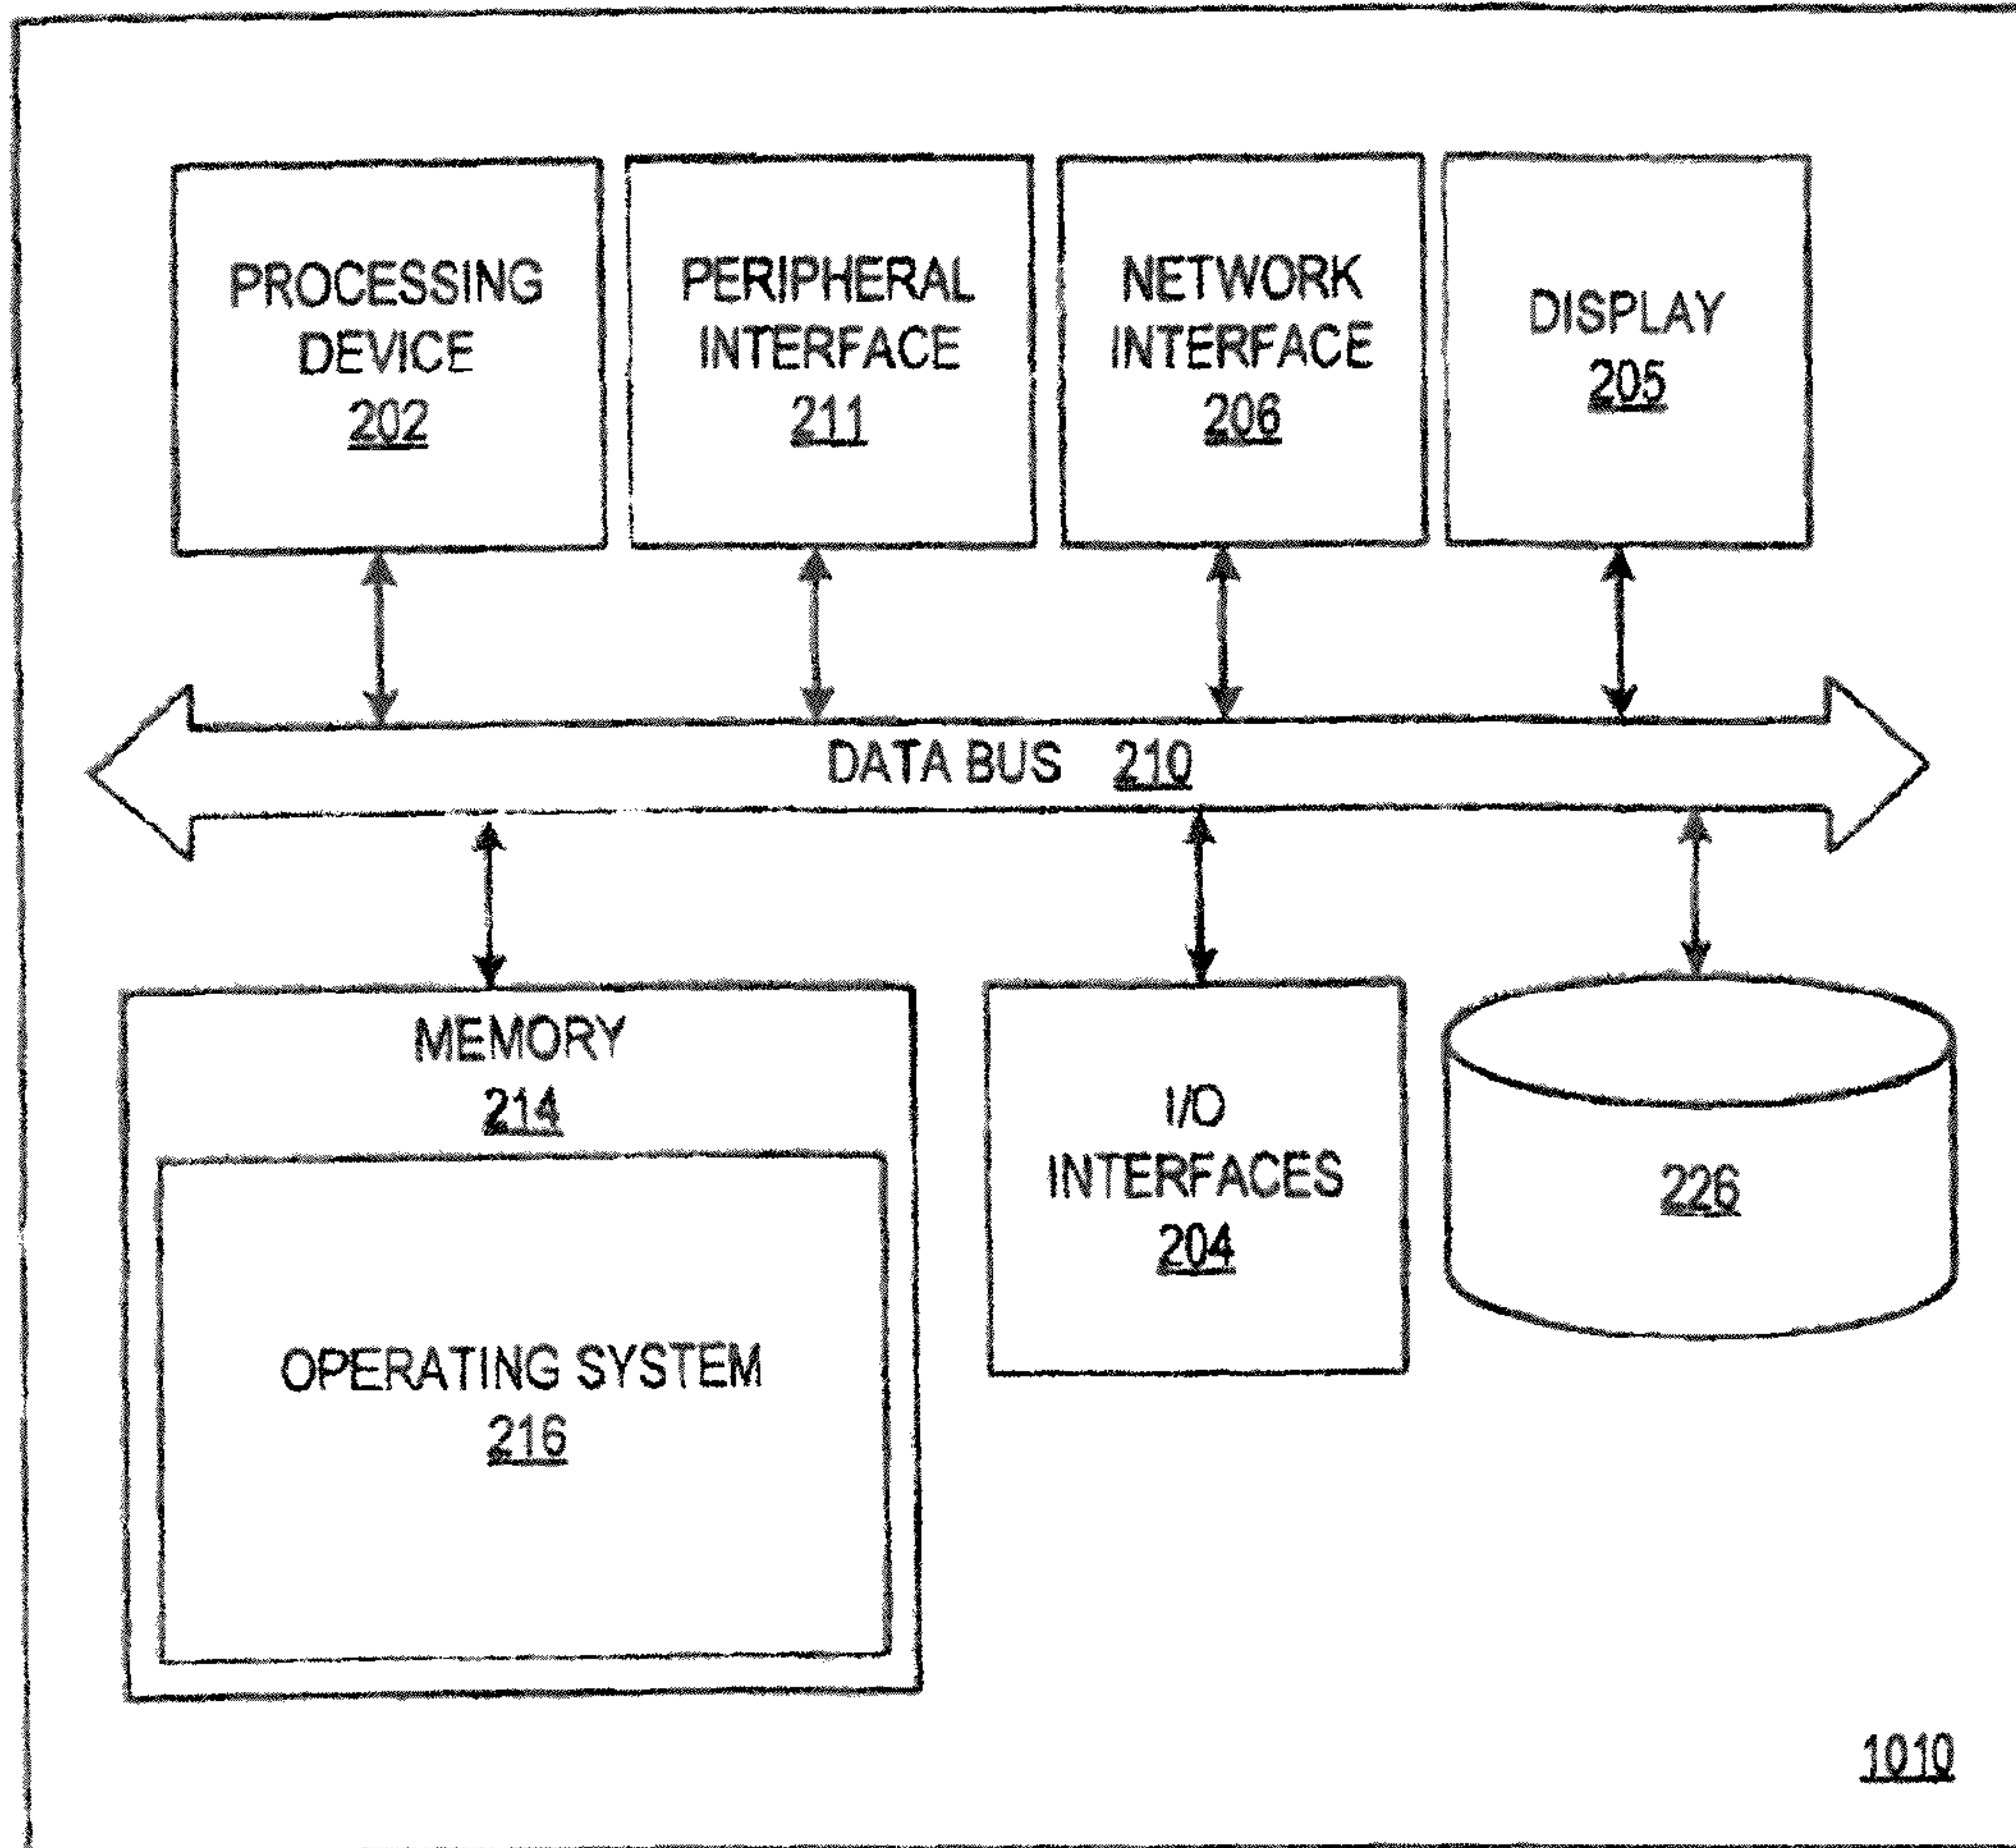 PROCESSING
DEVICE
202
PERIPHERAL
INTERFACE
211
NETWORK
INTERFACE
206
DISPLAY
205
DATA BUS 210
MEMORY
214
OPERATING SYSTEM
216
I/O
INTERFACES
204
226
1010